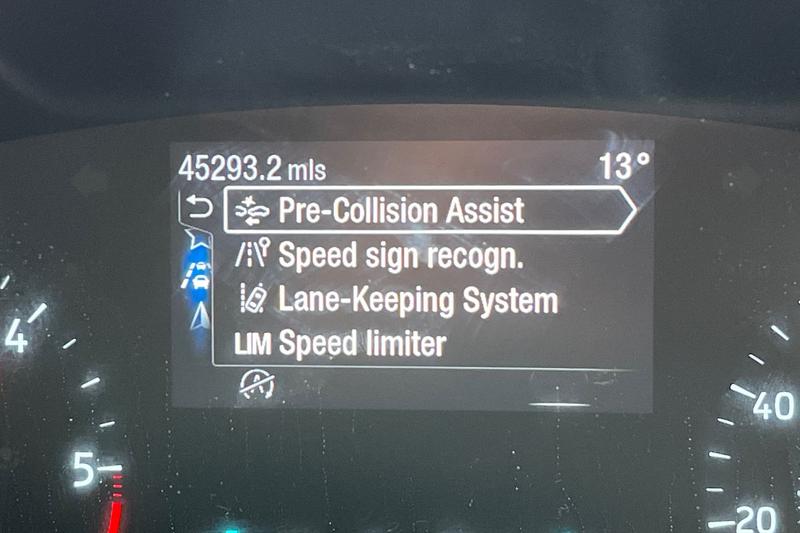 45293.2 mls 13°
Pre-Collision Assist
Speed sign recogn.
Lane-Keeping System
LIM Speed limiter
A
4
5
40
20